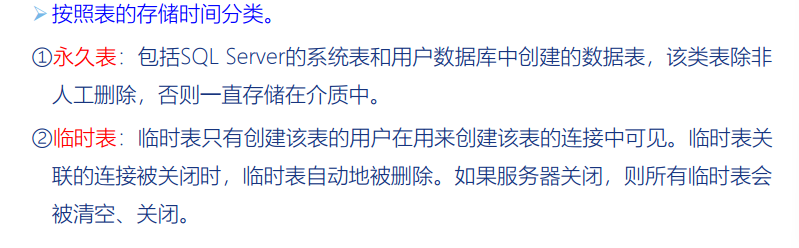 ➢按照表的存储时间分类。
①永久表：包括SQL Server的系统表和用户数据库中创建的数据表，该类表除非
人工删除，否则一直存储在介质中。
②临时表：临时表只有创建该表的用户在用来创建该表的连接中可见。临时表关
联的连接被关闭时，临时表自动地被删除。如果服务器关闭，则所有临时表会
被清空、关闭。